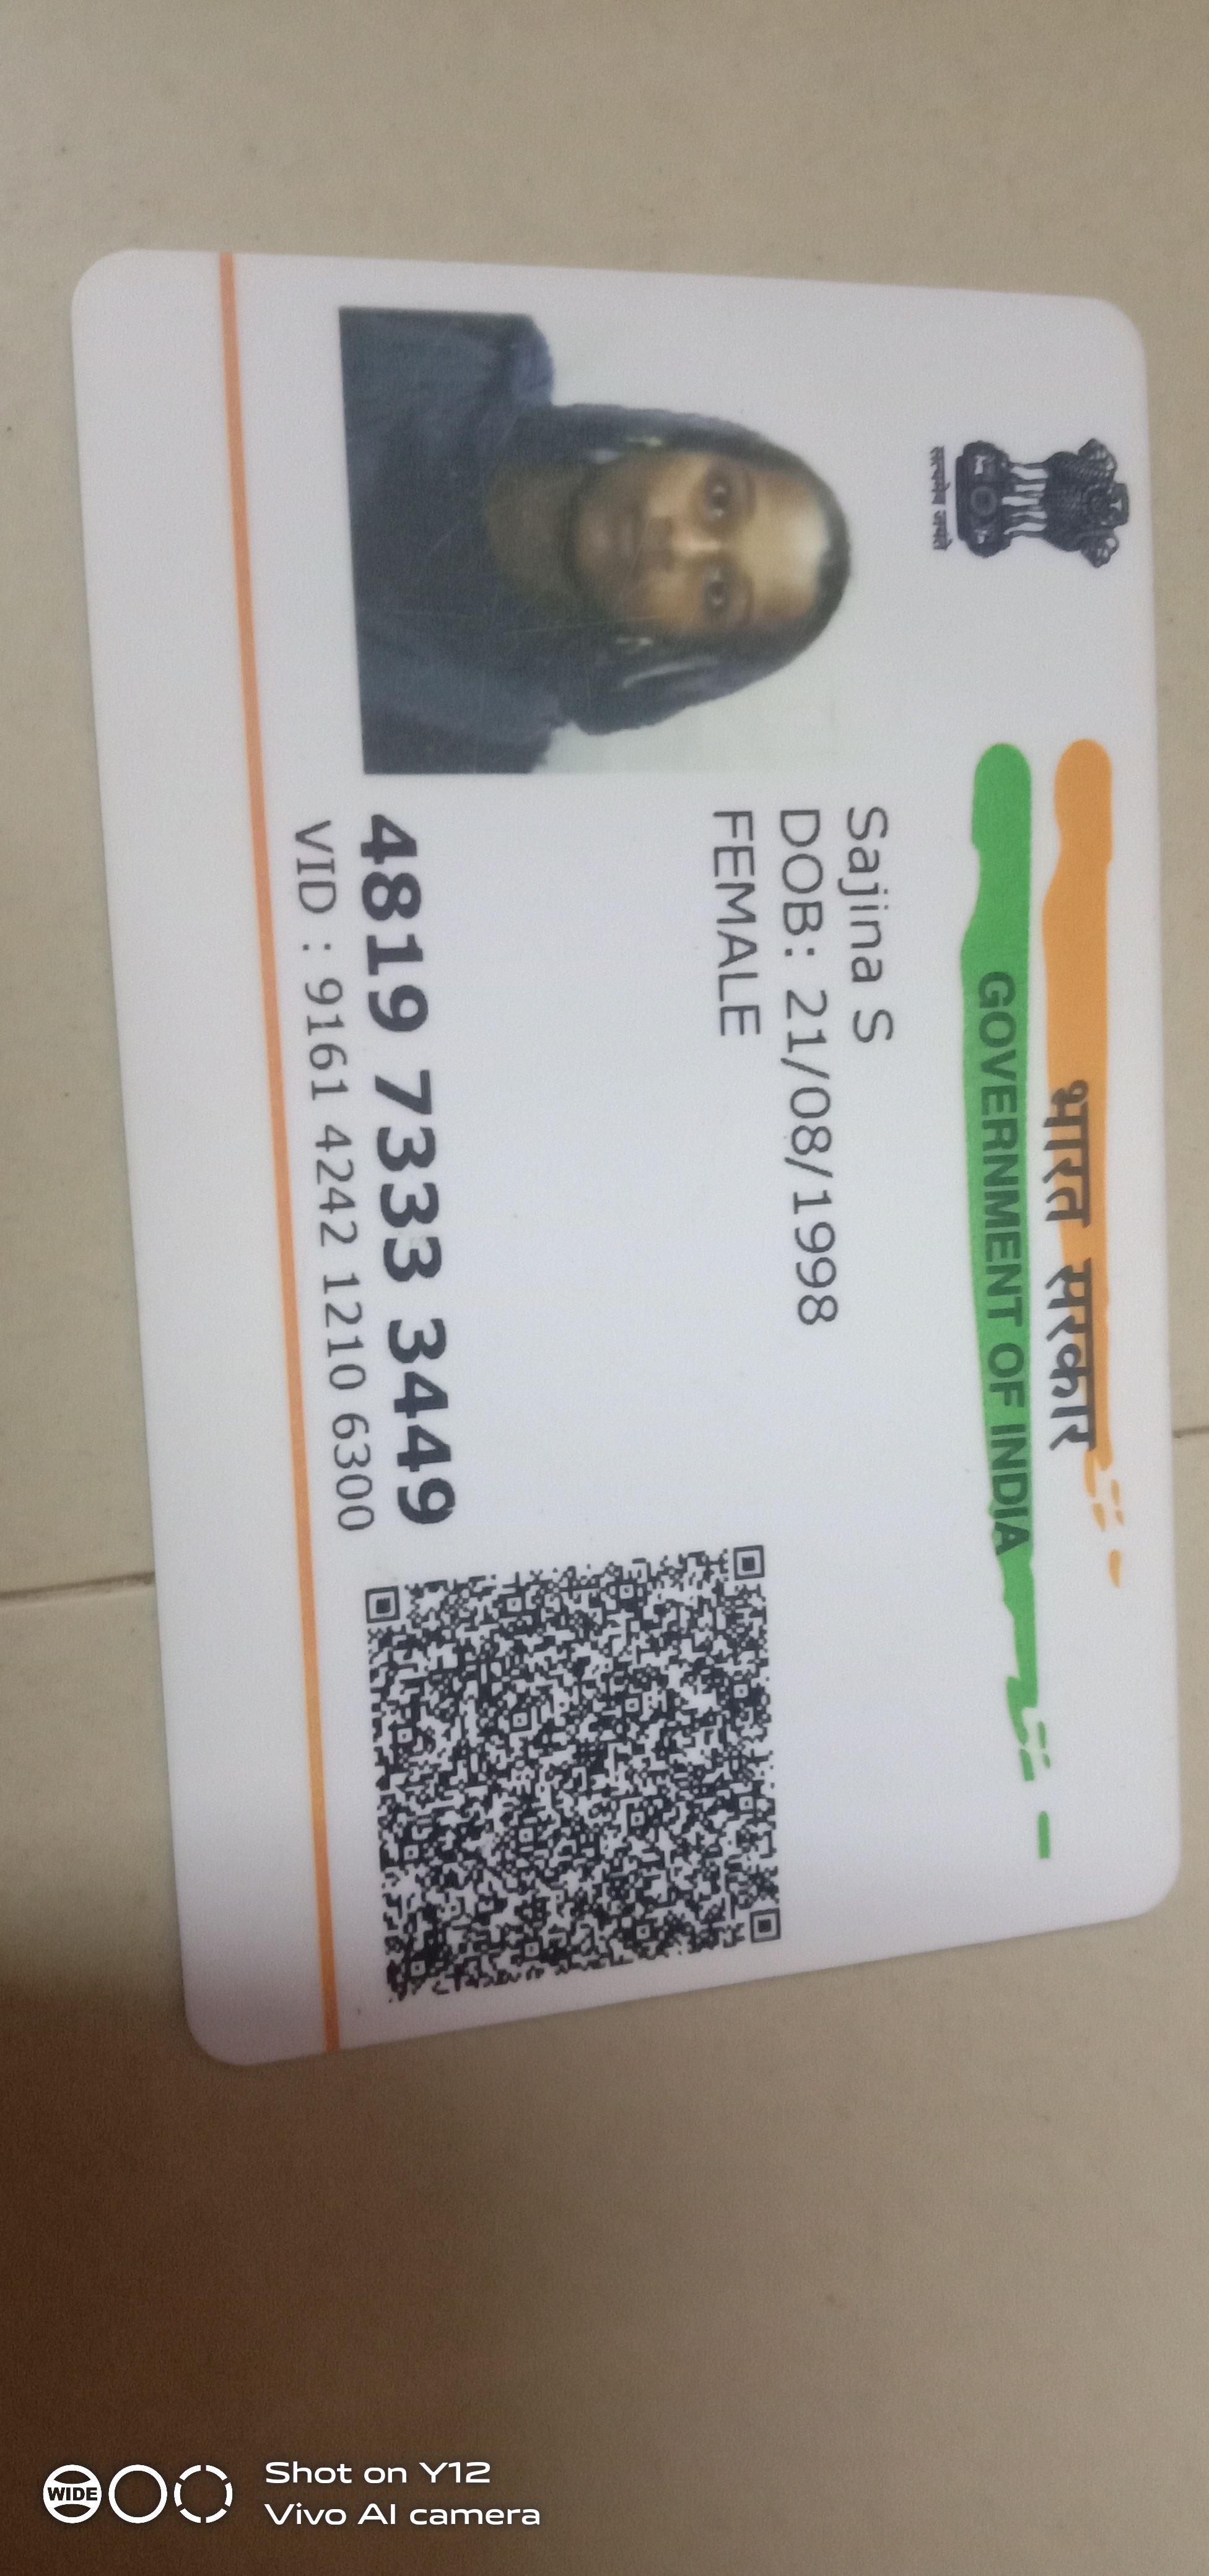 भारत सरकार
GOVERNMENT OF INDIA
सत्यमेव जयते
Sajina S
DOB: 21/08/1998
FEMALE
4819 7333 3449
VID : 9161 4242 1210 6300
WIDE
Shot on Y12
Vivo AI camera